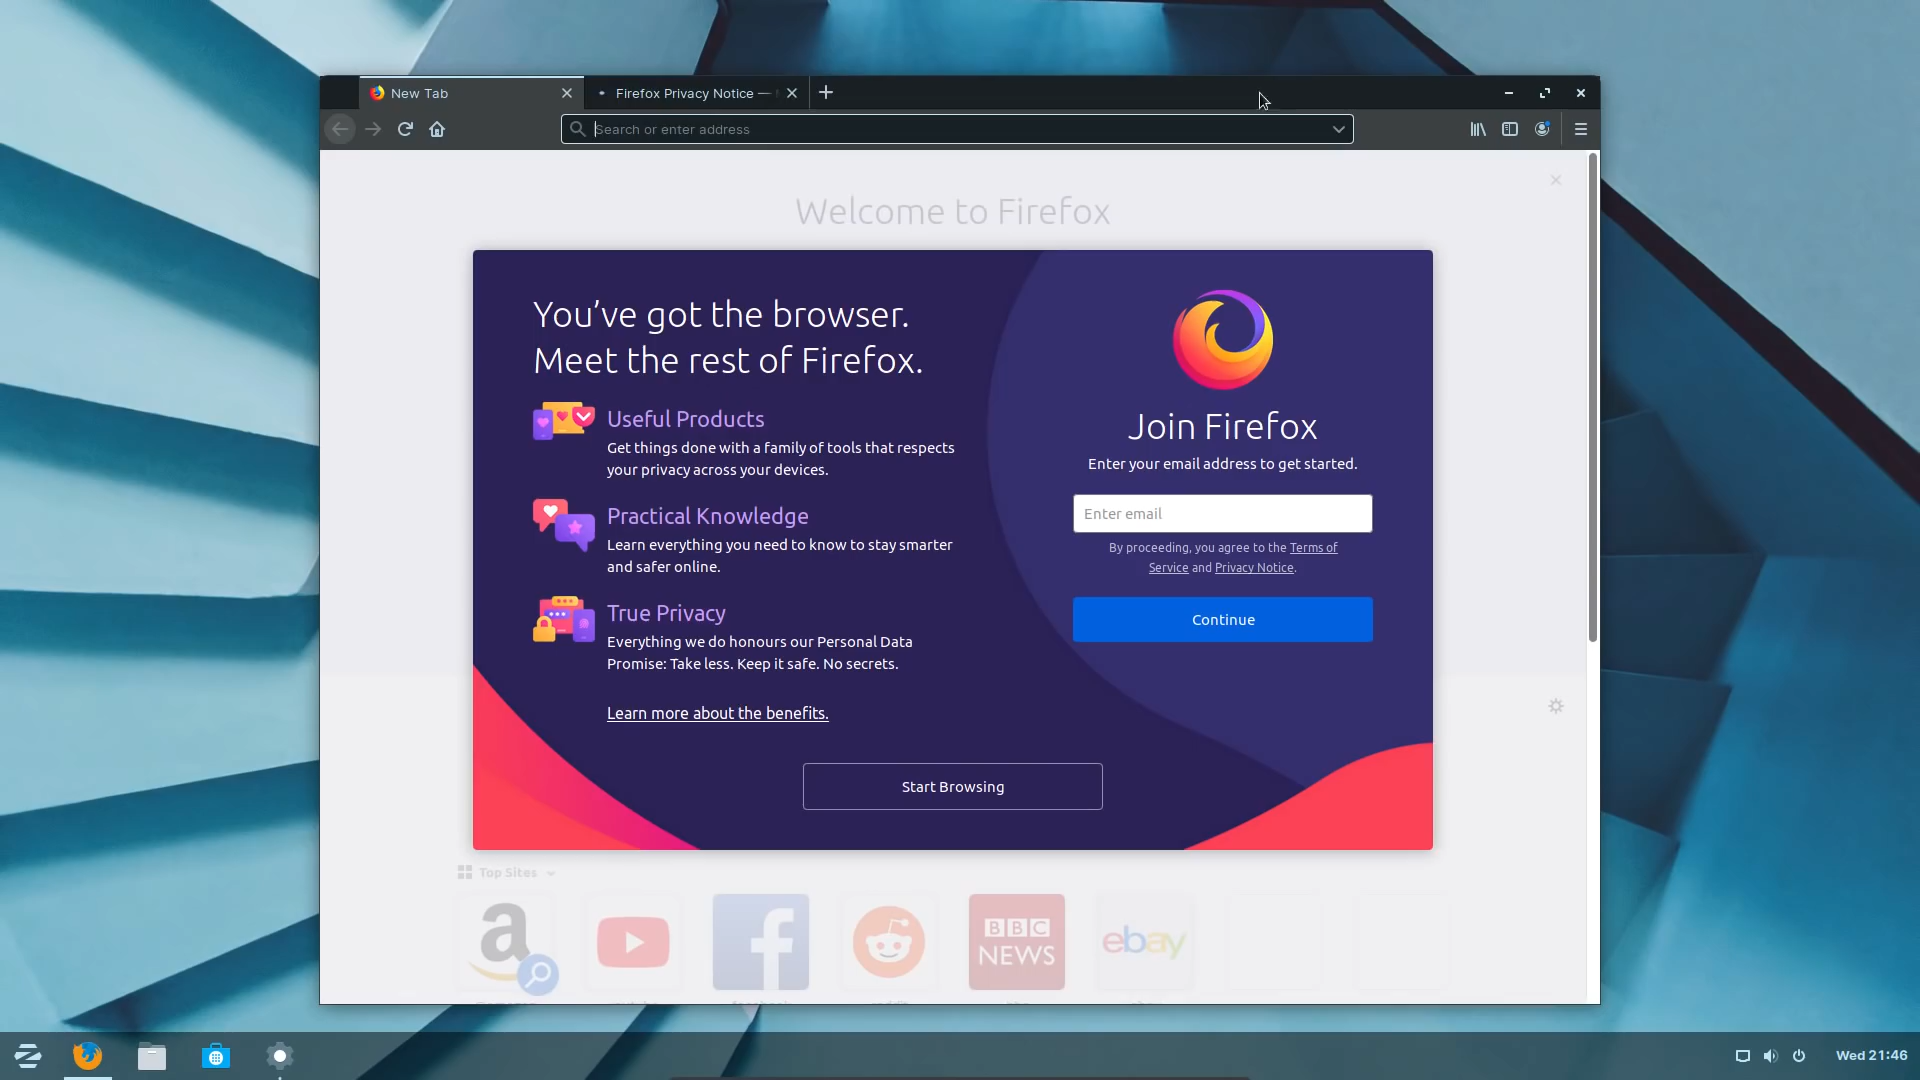 New Tab
Firefox Privacy Notice —
Search or enter address
Welcome to Firefox
You’ve got the browser.
Meet the rest of Firefox.
Useful Products
Get things done with a family of tools that respects
your privacy across your devices.
Practical Knowledge
Learn everything you need to know to stay smarter
and safer online.
True Privacy
Everything we do honours our Personal Data
Promise: Take less. Keep it safe. No secrets.
Learn more about the benefits.
Join Firefox
Enter your email address to get started.
Enter email
By proceeding, you agree to the Terms of
Service and Privacy Notice.
Continue
Start Browsing
Top Sites
a
f
BBC
NEWS
ebay
Wed 21:46